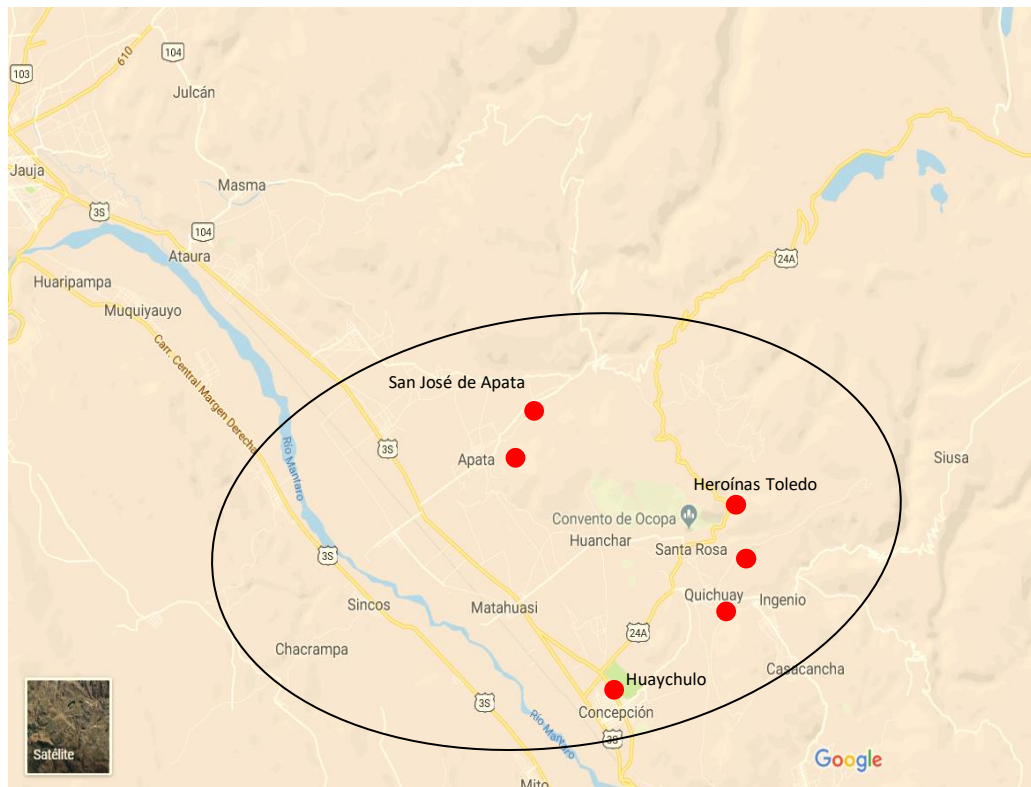 104
610
103
Julcán
Jauja
Masma
3S
104
Ataura
24A
Huaripampa
Muquiyauyo
Carr. Central Margen Derecha
San José de Apata
Río Mantaro
3S
Apata
Siusa
Heroínas Toledo
Convento de Ocopa
Huanchar
Santa Rosa
3S
Quichuay
Ingenio
Sincos
Matahuasi
24A
Chacrampa
Casacancha
Huaychulo
3S
Concepción
Río Mantaro
3S
Satélite
Google
Mito